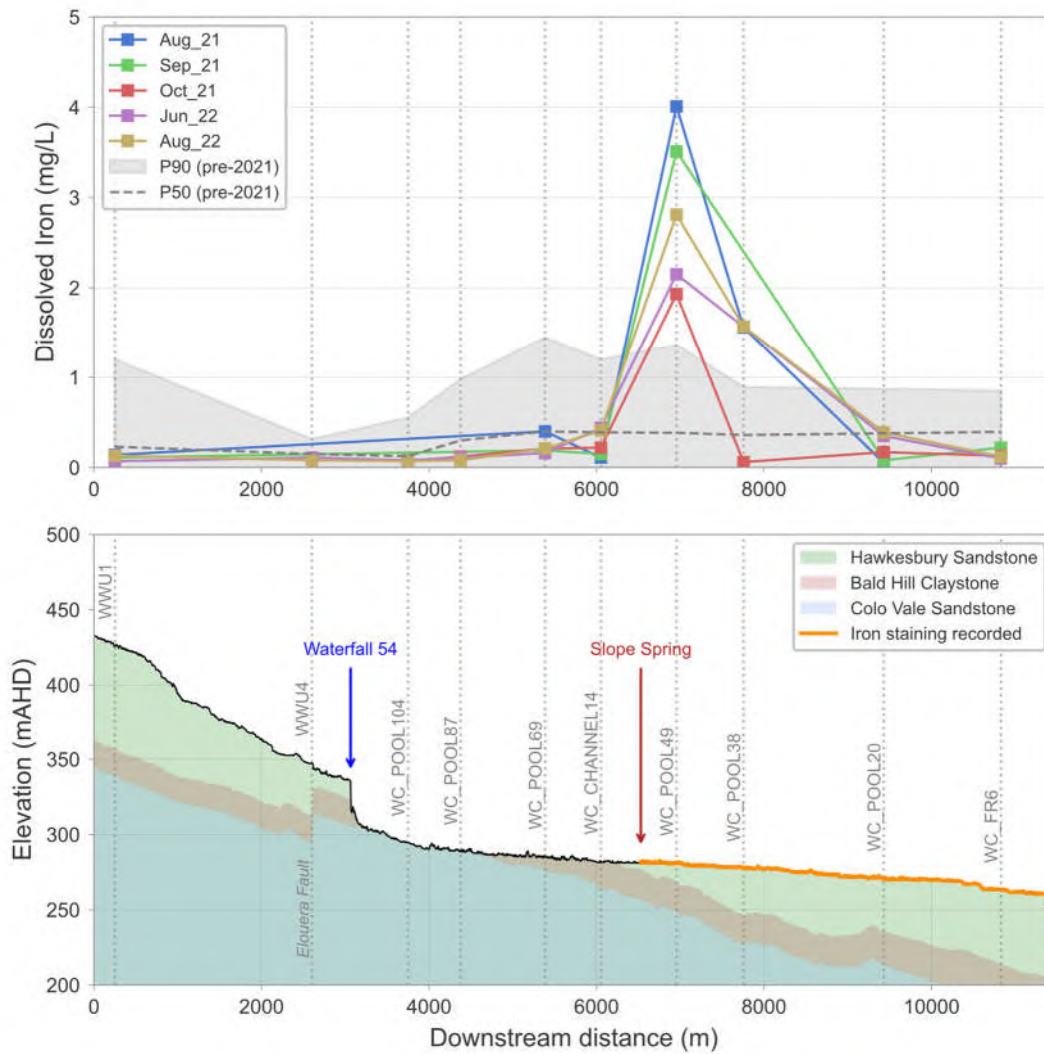 5
4
3
2
1
0
Dissolved Iron (mg/L)
Aug_21
Sep_21
Oct_21
Jun_22
Aug_22
P90 (pre-2021)
P50 (pre-2021)
0 2000 4000 6000 8000 10000
500
450
400
350
300
250
200
Elevation (mAHD)
Hawkesbury Sandstone
Bald Hill Claystone
Colo Vale Sandstone
Iron staining recorded
Waterfall 54
Slope Spring
WWU1
WWU4
WC_POOL104
WC_POOL87
WC_POOL69
WC_CHANNEL14
WC_POOL49
WC_POOL38
WC_POOL20
WC_FR6
Elouera Fault
0 2000 4000 6000 8000 10000
Downstream distance (m)